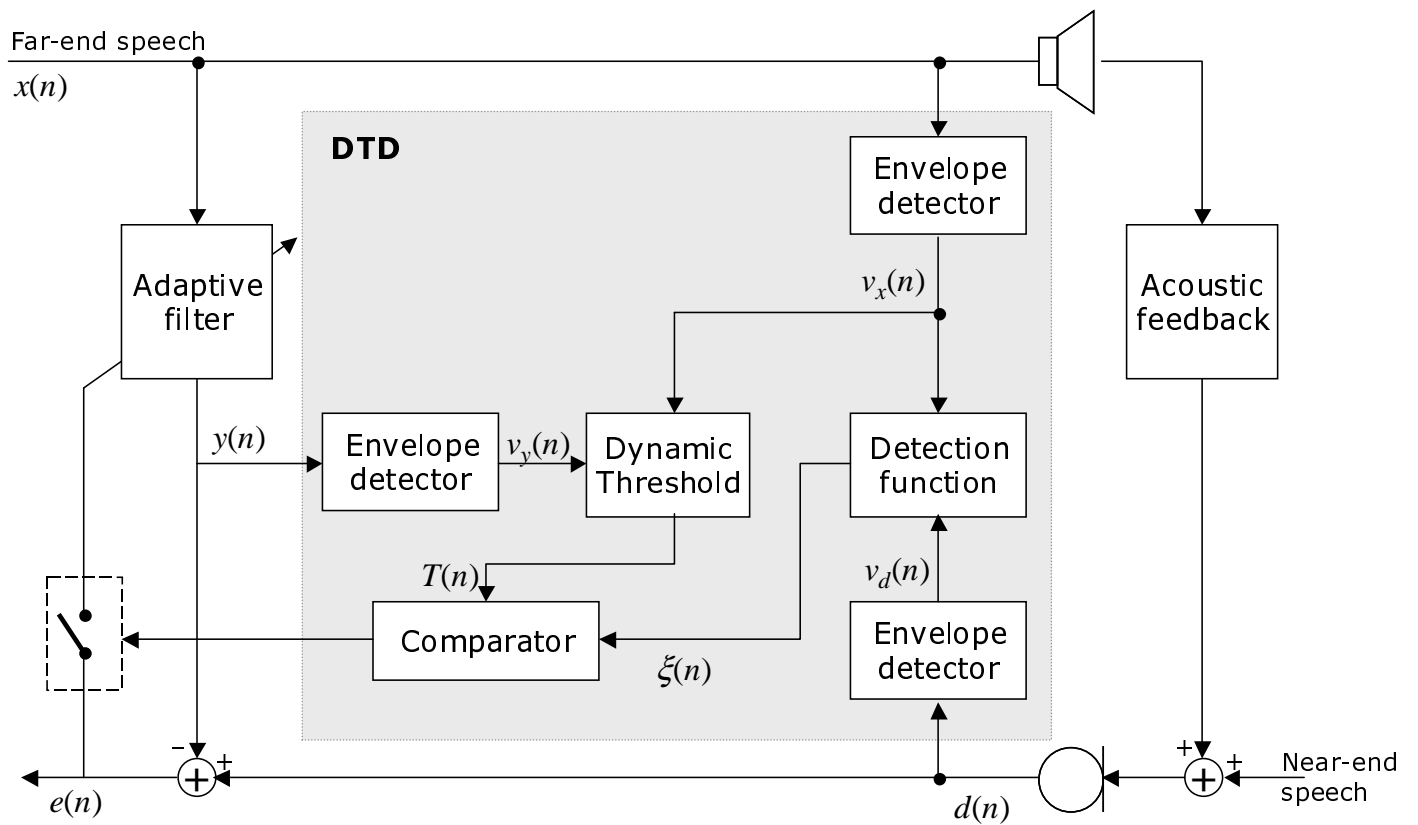 Far-end speech
x(n)
DTD
Envelope
detector
v_x(n)
Adaptive
filter
Acoustic
feedback
y(n)
Envelope
detector
v_y(n)
Dynamic
Threshold
Detection
function
T(n)
v_d(n)
Comparator
ξ(n)
Envelope
detector
−
+
+
e(n)
d(n)
+
+
+
Near-end
speech